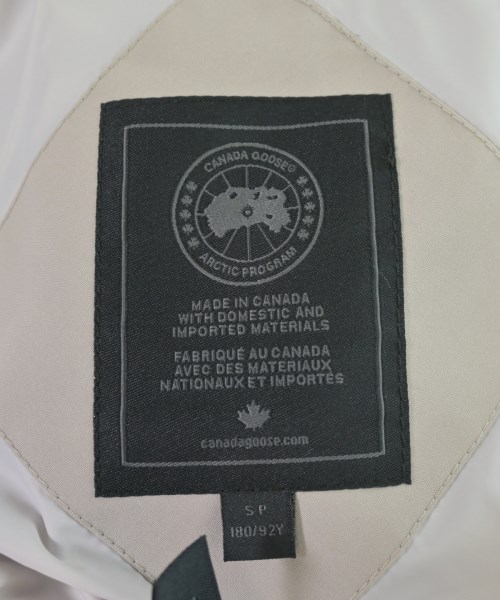 CANADA GOOSE®
ARCTIC PROGRAM
MADE IN CANADA
WITH DOMESTIC AND
IMPORTED MATERIALS
FABRIQUÉ AU CANADA
AVEC DES MATERIAUX
NATIONAUX ET IMPORTÉS
canadagoose.com
S P
180/92Y